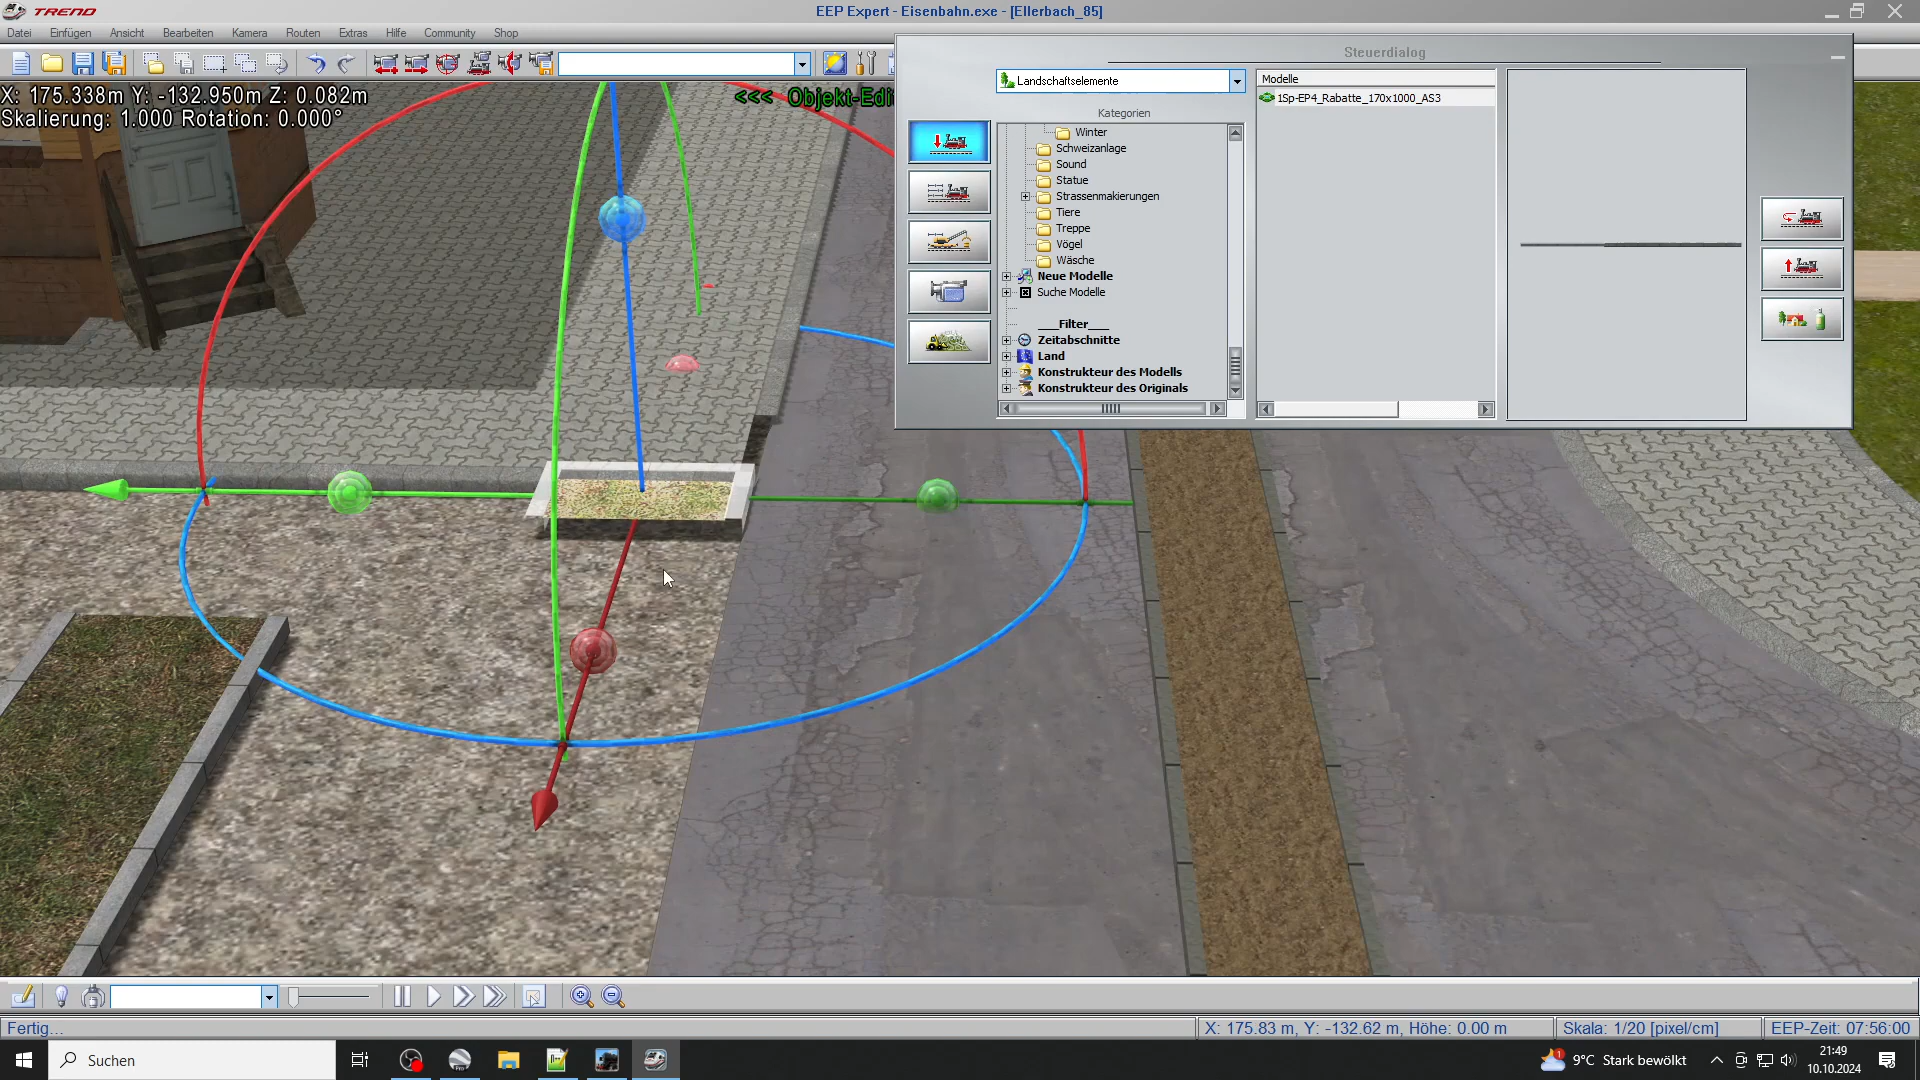 TREND
EEP Expert - Eisenbahn.exe - [Ellerbach_85]
Datei Einfügen Ansicht Bearbeiten Kamera Routen Extras Hilfe Community Shop
X: 175.338m Y: -132.950m Z: 0.082m
Skalierung: 1.000 Rotation: 0.000°
<<< Objekt-Edi
Steuerdialog
Landschaftselemente
Kategorien
Winter
Schweizanlage
Sound
Statue
Strassenmakierungen
Tiere
Treppe
Vögel
Wäsche
Neue Modelle
Suche Modelle
___Filter___
Zeitabschnitte
Land
Konstrukteur des Modells
Konstrukteur des Originals
Modelle
1Sp-EP4_Rabatte_170x1000_AS3
Fertig...
X: 175.83 m, Y: -132.62 m, Höhe: 0.00 m
Skala: 1/20 [pixel/cm]
EEP-Zeit: 07:56:00
Suchen
9°C Stark bewölkt
21:49
10.10.2024